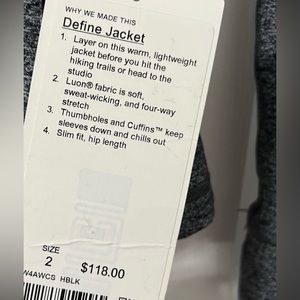 WHY WE MADE THIS
Define Jacket
1. Layer on this warm, lightweight
jacket before you hit the
hiking trails or head to the
studio
2. Luon® fabric is soft,
sweat-wicking, and four-way
stretch
3. Thumbholes and Cuffins™ keep
sleeves down and chills out
4. Slim fit, hip length
SIZE
2
$118.00
W4AWCS HBLK